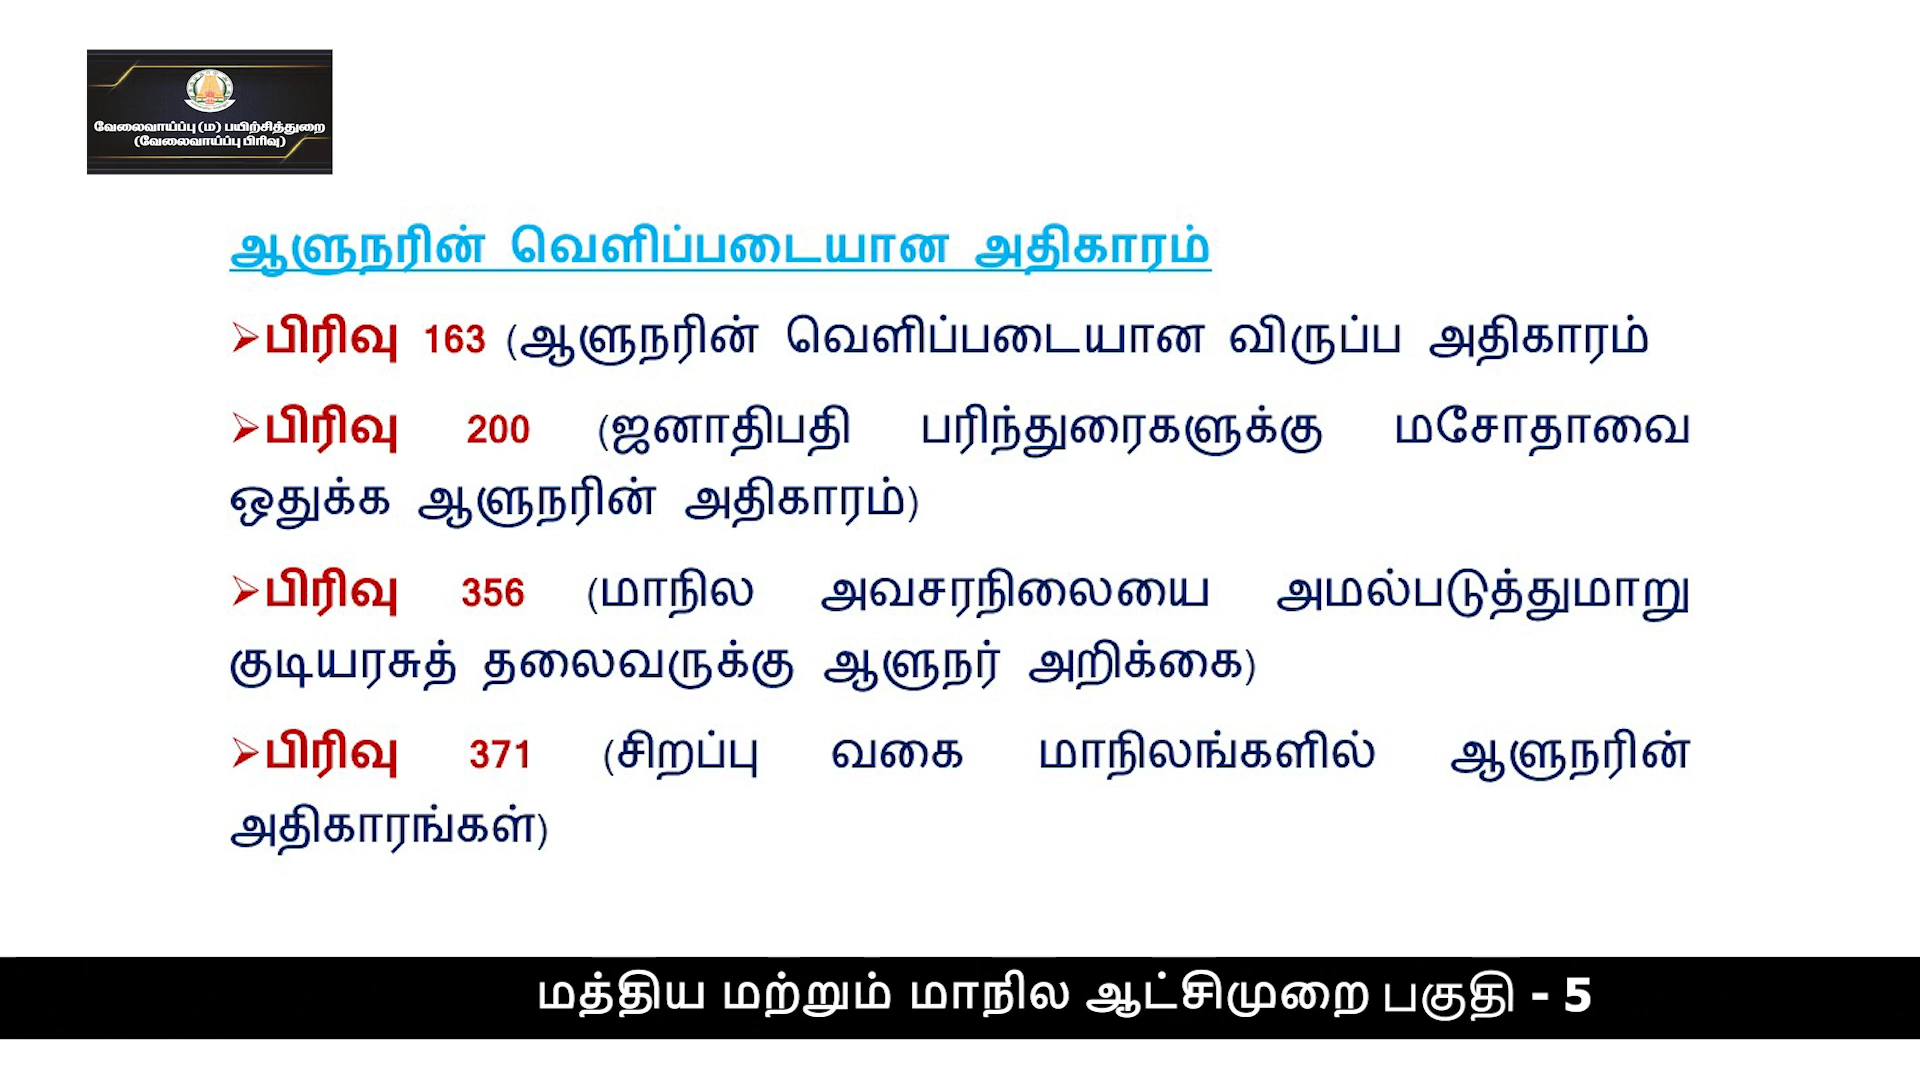 வேலைவாய்ப்பு (ம) பயிற்சித்துறை
(வேலைவாய்ப்பு பிரிவு)
ஆளுநரின் வெளிப்படையான அதிகாரம்
➢பிரிவு 163 (ஆளுநரின் வெளிப்படையான விருப்ப அதிகாரம்
➢பிரிவு 200 (ஜனாதிபதி பரிந்துரைகளுக்கு மசோதாவை
ஒதுக்க ஆளுநரின் அதிகாரம்)
➢பிரிவு 356 (மாநில அவசரநிலையை அமல்படுத்துமாறு
குடியரசுத் தலைவருக்கு ஆளுநர் அறிக்கை)
➢பிரிவு 371 (சிறப்பு வகை மாநிலங்களில் ஆளுநரின்
அதிகாரங்கள்)
மத்திய மற்றும் மாநில ஆட்சிமுறை பகுதி - 5